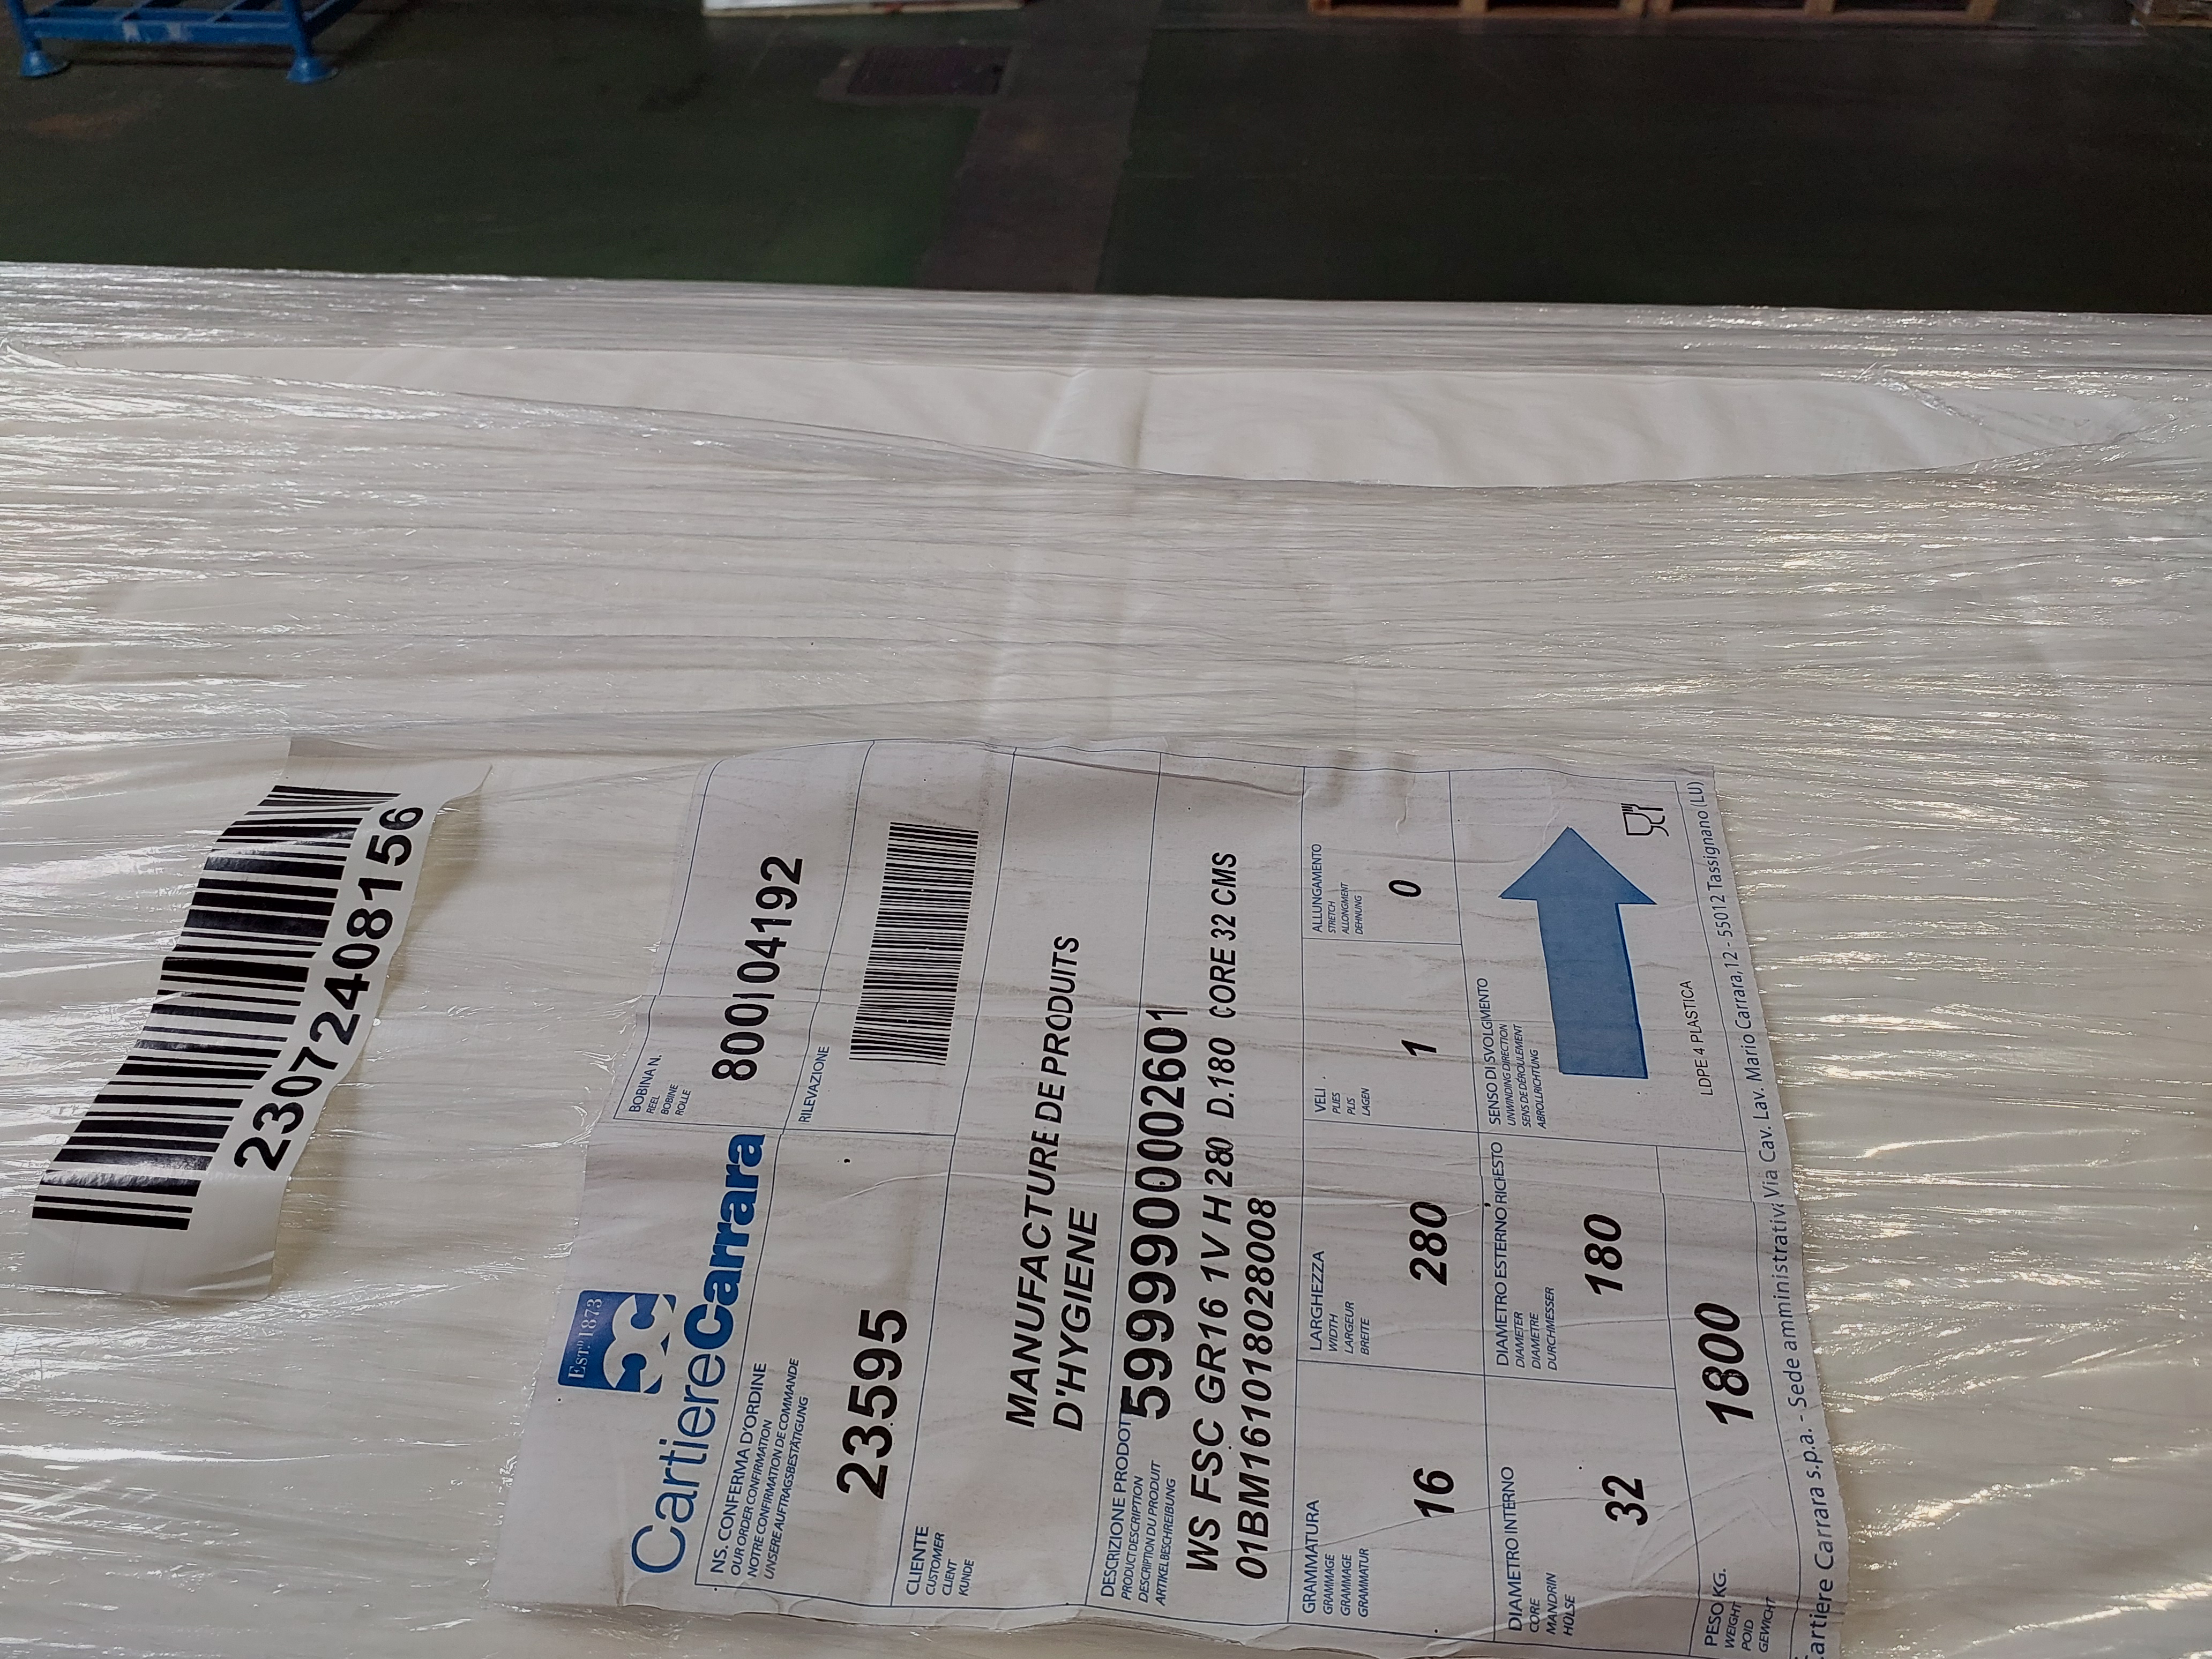 23072408156
EST. 1873
CartiereCarrara
BOBINA N.
REEL
BOBINE
ROLLE
800104192
NS. CONFERMA D'ORDINE
OUR ORDER CONFIRMATION
NOTRE CONFIRMATION DE COMMANDE
UNSERE AUFTRAGSBESTÄTIGUNG
23595
RILEVAZIONE
CLIENTE
CUSTOMER
CLIENT
KUNDE
MANUFACTURE DE PRODUITS
D'HYGIENE
DESCRIZIONE PRODOT
PRODUCT DESCRIPTION
DESCRIPTION DU PRODUIT
ARTIKELBESCHREIBUNG
599990002601
WS FSC GR16 1V H 280 D.180 CORE 32 CMS
01BM161018028008
GRAMMATURA
GRAMMAGE
GRAMMAGE
GRAMMATUR
16
LARGHEZZA
WIDTH
LARGEUR
BREITE
280
VELI
PLIES
PLIS
LAGEN
1
ALLUNGAMENTO
STRETCH
ALLONGMENT
DEHNUNG
0
DIAMETRO INTERNO
CORE
MANDRIN
HÜLSE
32
DIAMETRO ESTERNO RICHIESTO
DIAMETER
DIAMETRE
DURCHMESSER
180
SENSO DI SVOLGIMENTO
UNWINDING DIRECTION
SENS DE DÉROULEMENT
ABROLLRICHTUNG
PESO KG.
WEIGHT
POID
GEWICHT
1800
LDPE 4 PLASTICA
Cartiere Carrara s.p.a. - Sede amministrativa Via Cav. Lav. Mario Carrara, 12 - 55012 Tassignano (LU)